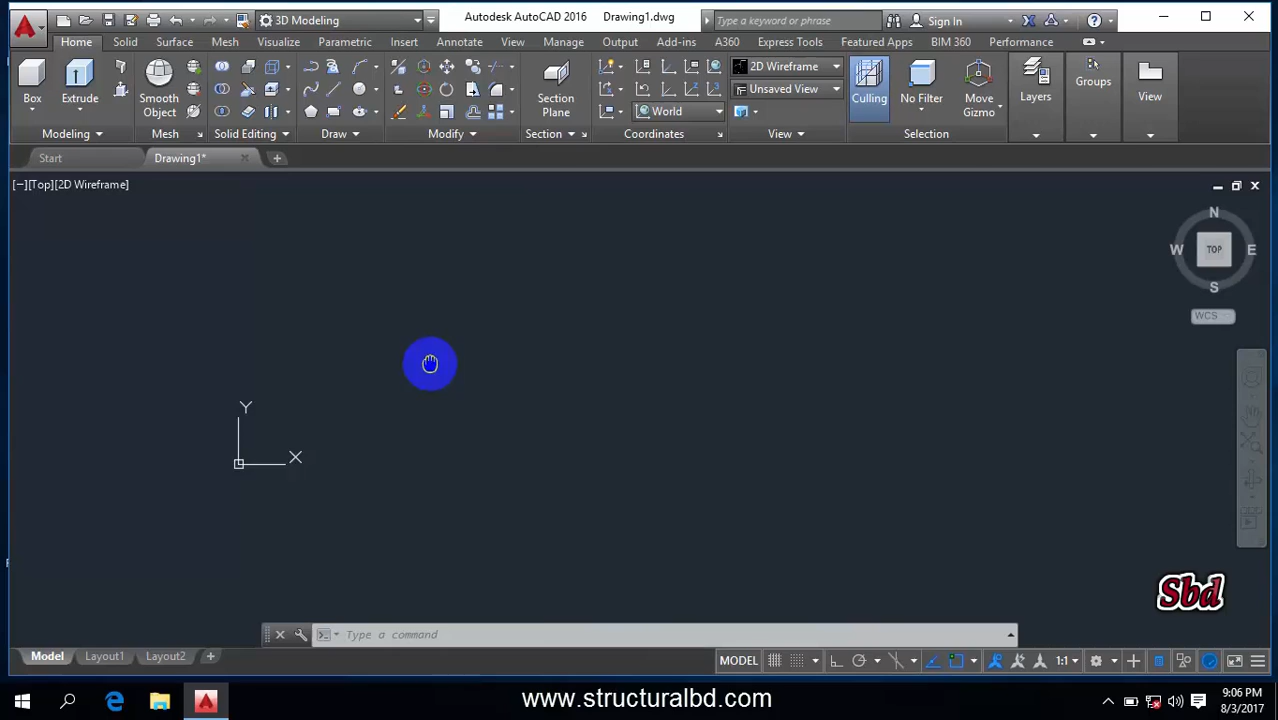 3D Modeling
Autodesk AutoCAD 2016 Drawing1.dwg
Type a keyword or phrase
Sign In
Home Solid Surface Mesh Visualize Parametric Insert Annotate View Manage Output Add-ins A360 Express Tools Featured Apps BIM 360 Performance
Box
Extrude
Smooth
Object
Section
Plane
World
2D Wireframe
Unsaved View
Culling
No Filter
Move
Gizmo
Layers
Groups
View
Modeling
Mesh
Solid Editing
Draw
Modify
Section
Coordinates
View
Selection
Start
Drawing1*
[−][Top][2D Wireframe]
N
W
TOP
E
S
WCS
Y
X
Sbd
Type a command
Model Layout1 Layout2
MODEL
1:1
www.structuralbd.com
9:06 PM
8/3/2017